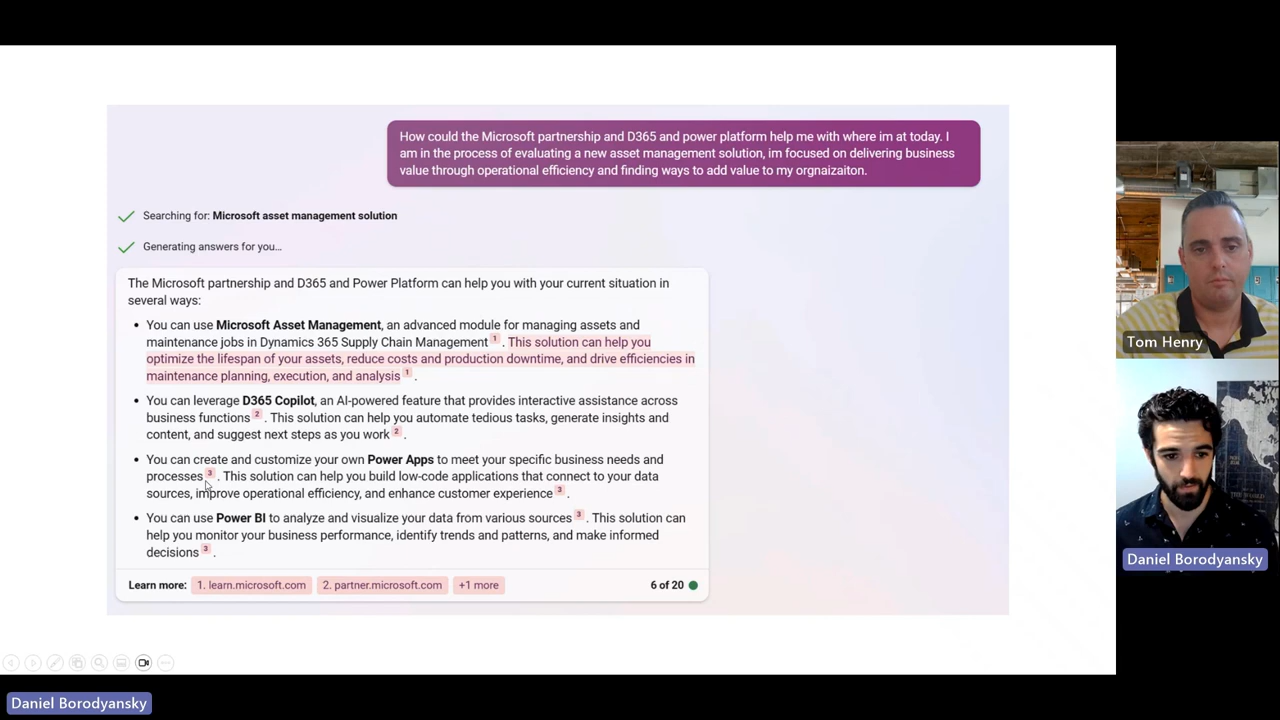 How could the Microsoft partnership and D365 and power platform help me with where im at today. I
am in the process of evaluating a new asset management solution, im focused on delivering business
value through operational efficiency and finding ways to add value to my orgnaizaiton.
Searching for: Microsoft asset management solution
Generating answers for you...
The Microsoft partnership and D365 and Power Platform can help you with your current situation in
several ways:
• You can use Microsoft Asset Management, an advanced module for managing assets and
maintenance jobs in Dynamics 365 Supply Chain Management 1 . This solution can help you
optimize the lifespan of your assets, reduce costs and production downtime, and drive efficiencies in
maintenance planning, execution, and analysis 1 .
• You can leverage D365 Copilot, an AI-powered feature that provides interactive assistance across
business functions 2 . This solution can help you automate tedious tasks, generate insights and
content, and suggest next steps as you work 2 .
• You can create and customize your own Power Apps to meet your specific business needs and
processes 3 . This solution can help you build low-code applications that connect to your data
sources, improve operational efficiency, and enhance customer experience 3 .
• You can use Power BI to analyze and visualize your data from various sources 3 . This solution can
help you monitor your business performance, identify trends and patterns, and make informed
decisions 3 .
Learn more: 1. learn.microsoft.com 2. partner.microsoft.com +1 more 6 of 20
Tom Henry
Daniel Borodyansky
Daniel Borodyansky